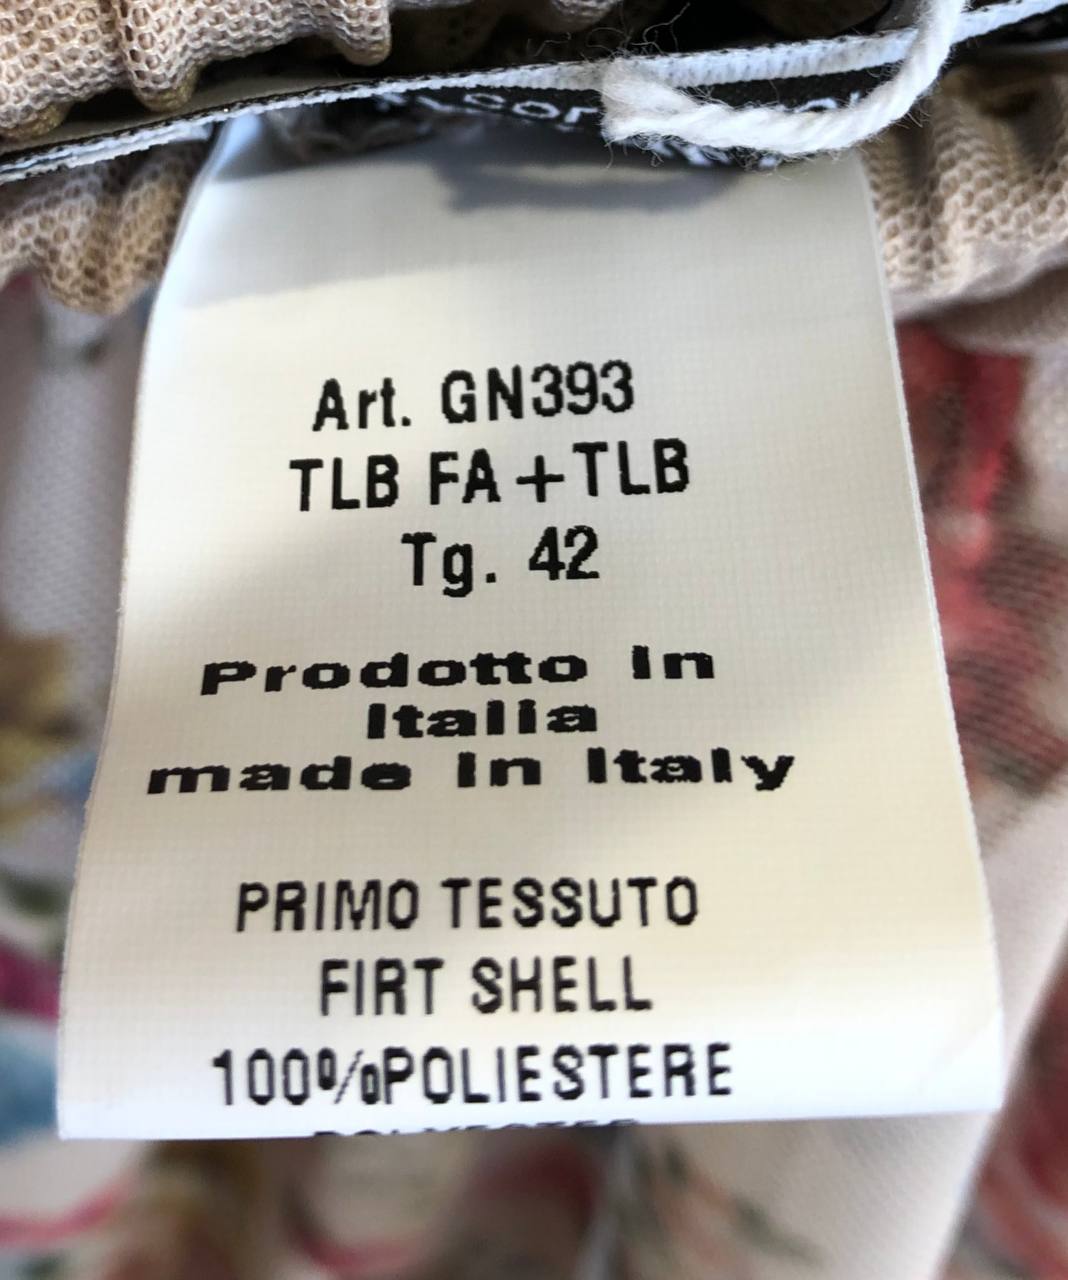 Art. GN393
TLB FA+TLB
Tg. 42
Prodotto in
Italia
made in Italy
PRIMO TESSUTO
FIRT SHELL
100%POLIESTERE